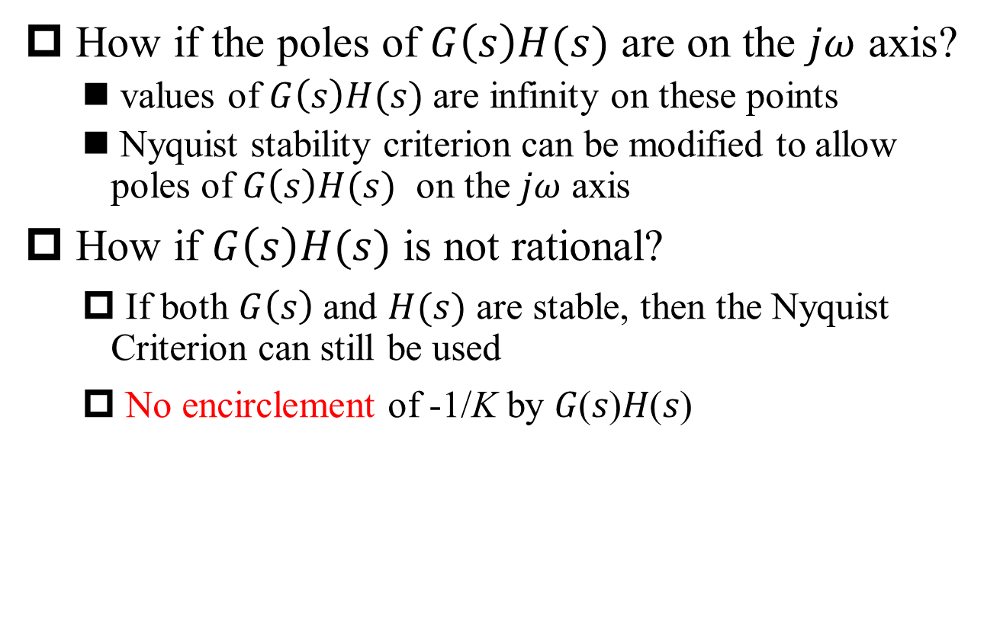 How if the poles of G(s)H(s) are on the jω axis?
values of G(s)H(s) are infinity on these points
Nyquist stability criterion can be modified to allow
poles of G(s)H(s) on the jω axis
How if G(s)H(s) is not rational?
If both G(s) and H(s) are stable, then the Nyquist
Criterion can still be used
No encirclement of -1/K by G(s)H(s)